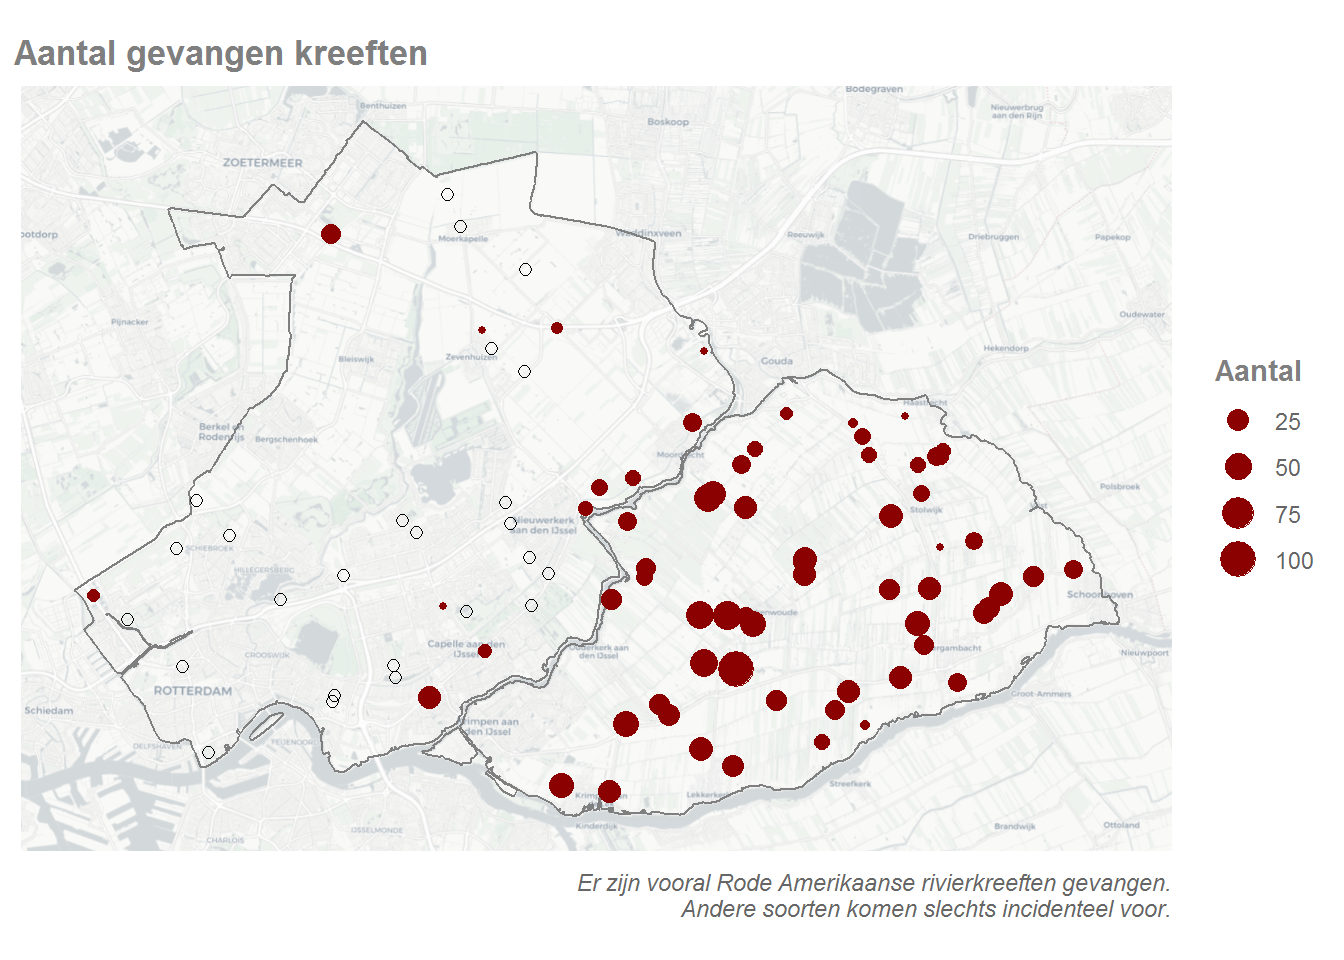 Aantal gevangen kreeften
Benthuizen
Bodegraven
Nieuwerbrug
aan den Rijn
Boskoop
ZOETERMEER
Waddinxveen
Reeuwijk
Driebruggen
Papekop
ootdorp
Moerkapelle
Pijnacker
Oudewater
Bleiswijk
Zevenhuizen
Gouda
Hekendorp
Aantal
25
50
75
100
Haastrecht
Berkel en
Rodenrijs
Bergschenhoek
Moordrecht
Polsbroek
Stolwijk
Nieuwerkerk
aan den IJssel
SCHIEBROEK
HILLEGERSBERG
Schoonhoven
enwoude
Capelle aan den
IJssel
Ouderkerk aan
den IJssel
CROOSWIJK
Bergambacht
Nieuwpoort
ROTTERDAM
Groot-Ammers
Schiedam
Krimpen aan
den IJssel
DELFSHAVEN
FEIJENOORD
Streefkerk
Lekkerkerk
Krimpen
Kinderdijk
IJSSELMONDE
CHARLOIS
Brandwijk
Ottoland
Er zijn vooral Rode Amerikaanse rivierkreeften gevangen.
Andere soorten komen slechts incidenteel voor.